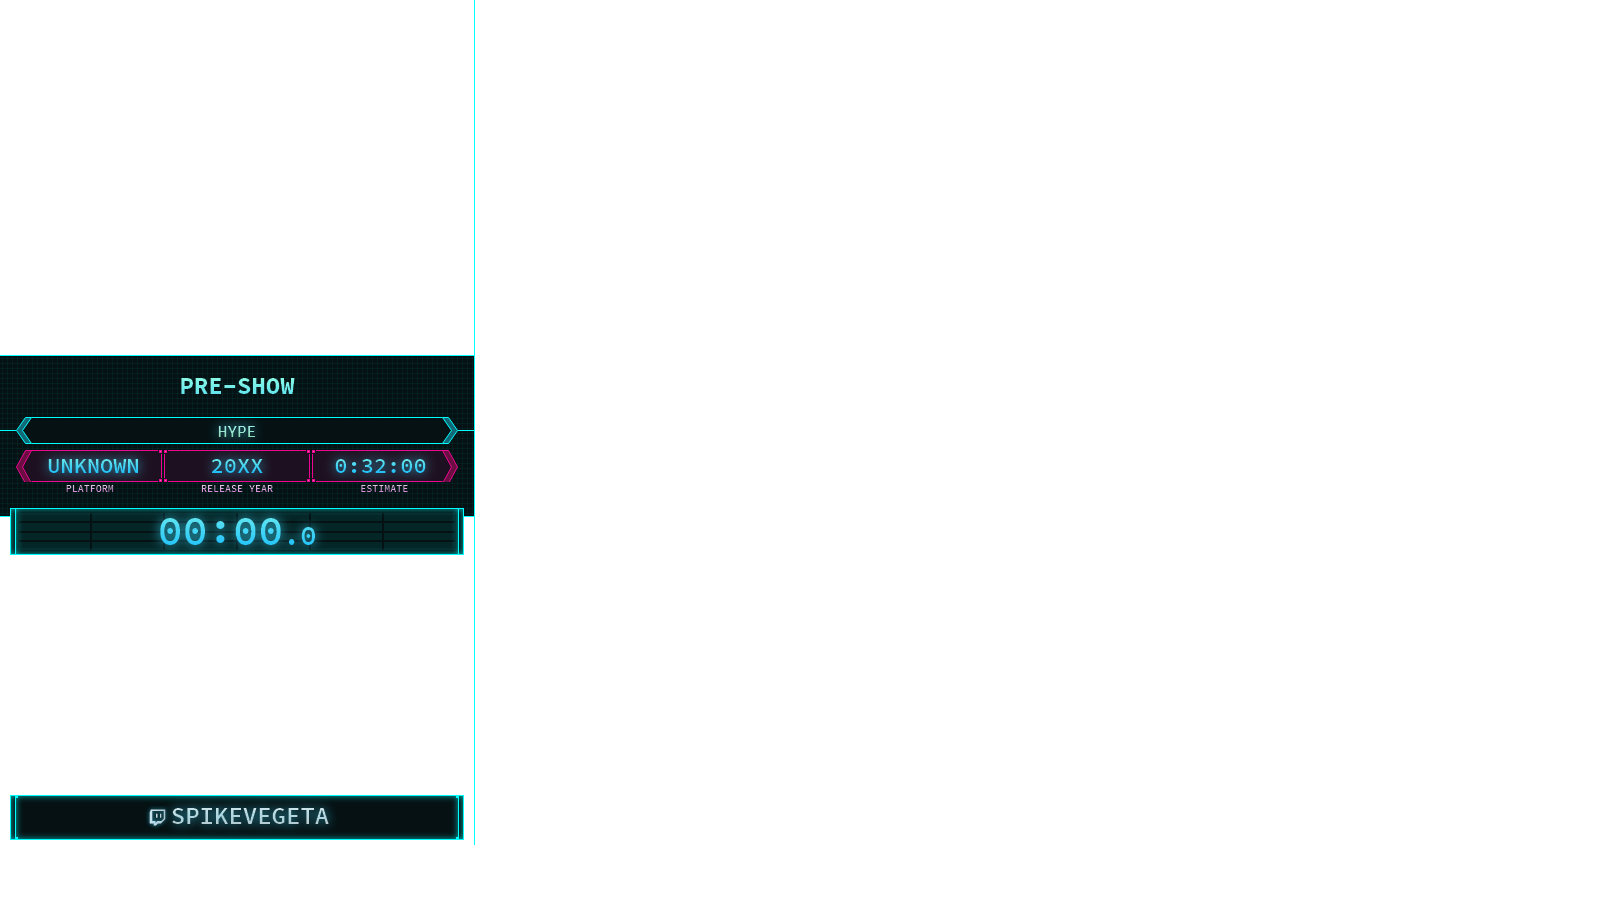 PRE-SHOW
HYPE
UNKNOWN 20XX 0:32:00
PLATFORM RELEASE YEAR ESTIMATE
00:00.0
SPIKEVEGETA